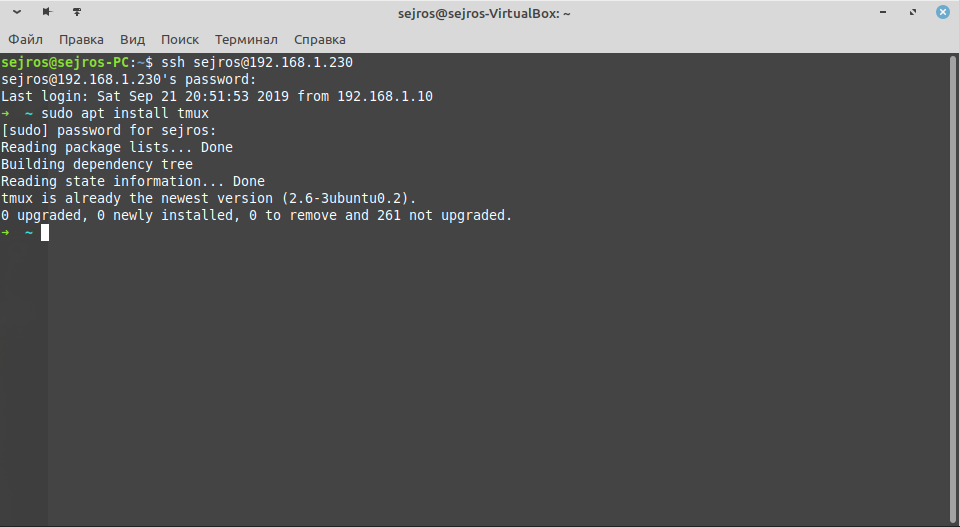 sejros@sejros-VirtualBox: ~
Файл Правка Вид Поиск Терминал Справка
sejros@sejros-PC:~$ ssh sejros@192.168.1.230
sejros@192.168.1.230's password:
Last login: Sat Sep 21 20:51:53 2019 from 192.168.1.10
➜  ~ sudo apt install tmux
[sudo] password for sejros:
Reading package lists... Done
Building dependency tree
Reading state information... Done
tmux is already the newest version (2.6-3ubuntu0.2).
0 upgraded, 0 newly installed, 0 to remove and 261 not upgraded.
➜  ~